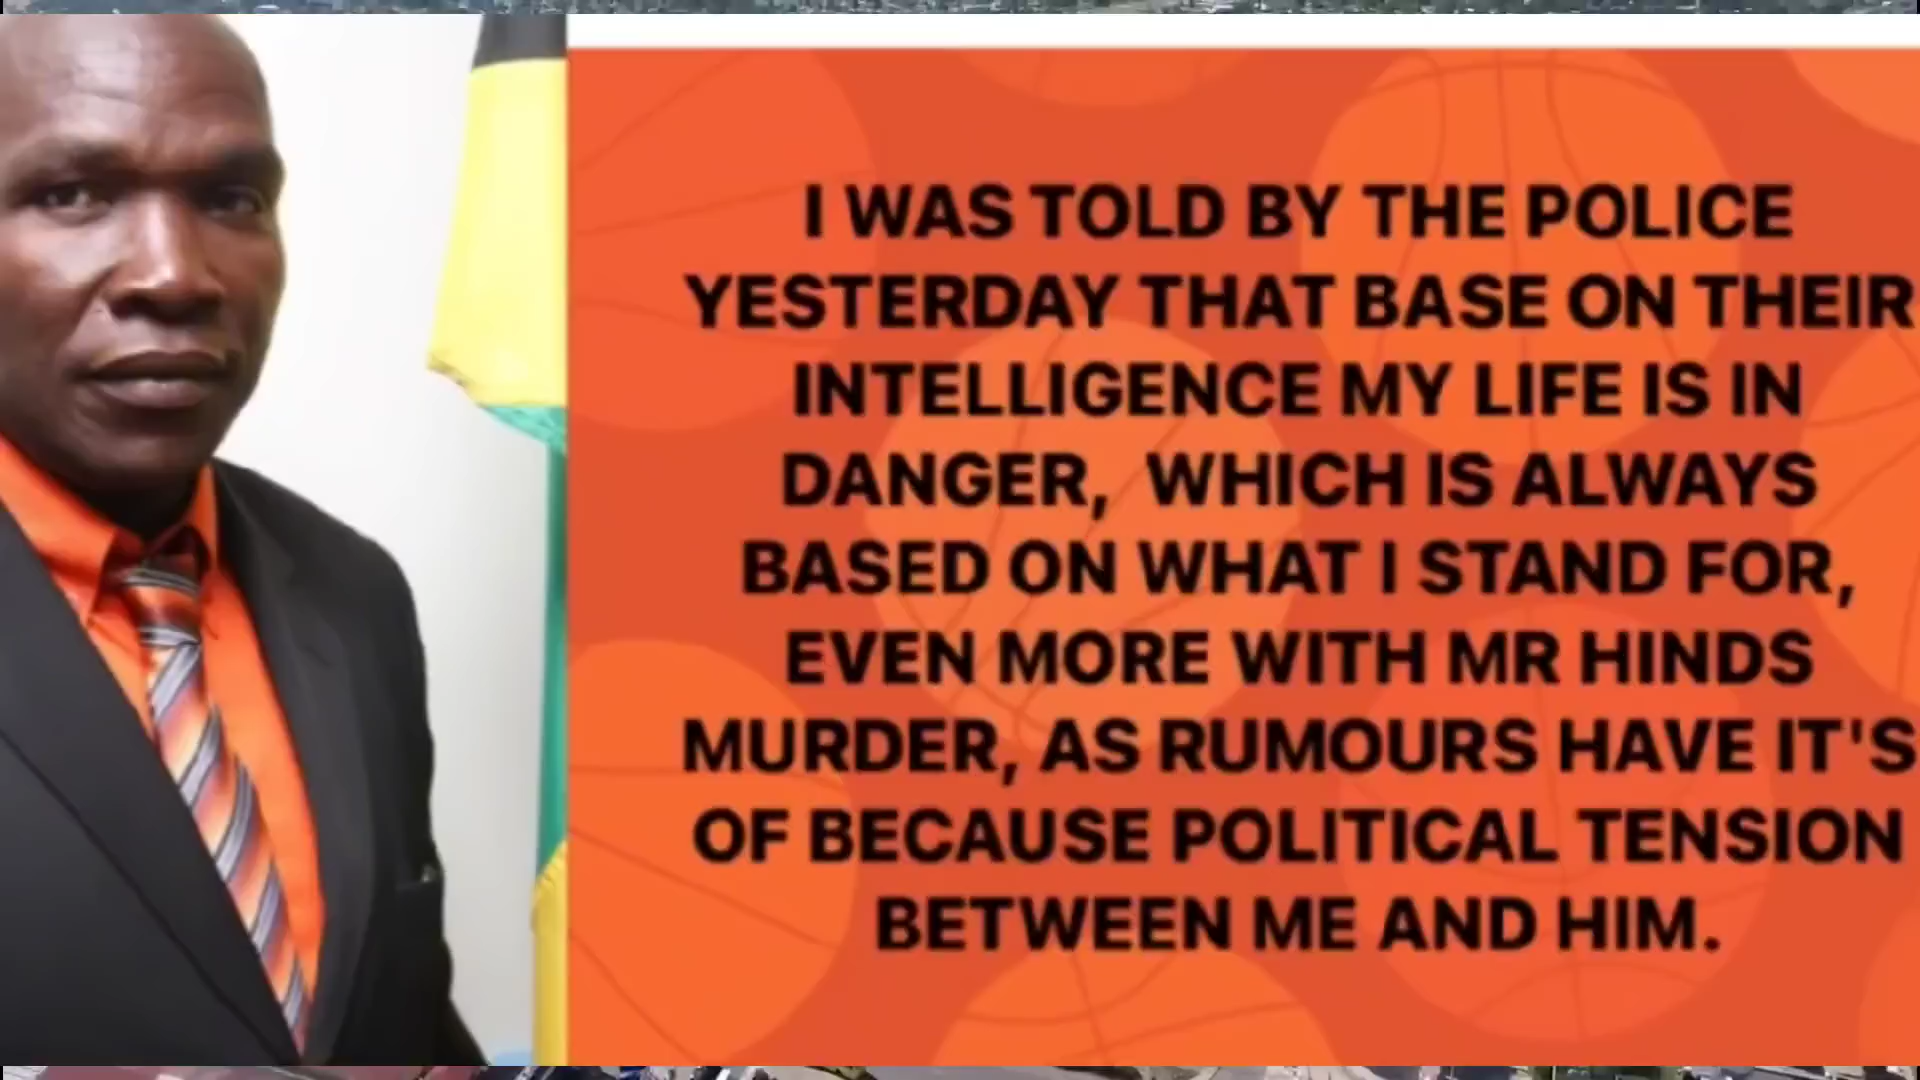 I WAS TOLD BY THE POLICE
YESTERDAY THAT BASE ON THEIR
INTELLIGENCE MY LIFE IS IN
DANGER, WHICH IS ALWAYS
BASED ON WHAT I STAND FOR,
EVEN MORE WITH MR HINDS
MURDER, AS RUMOURS HAVE IT'S
OF BECAUSE POLITICAL TENSION
BETWEEN ME AND HIM.